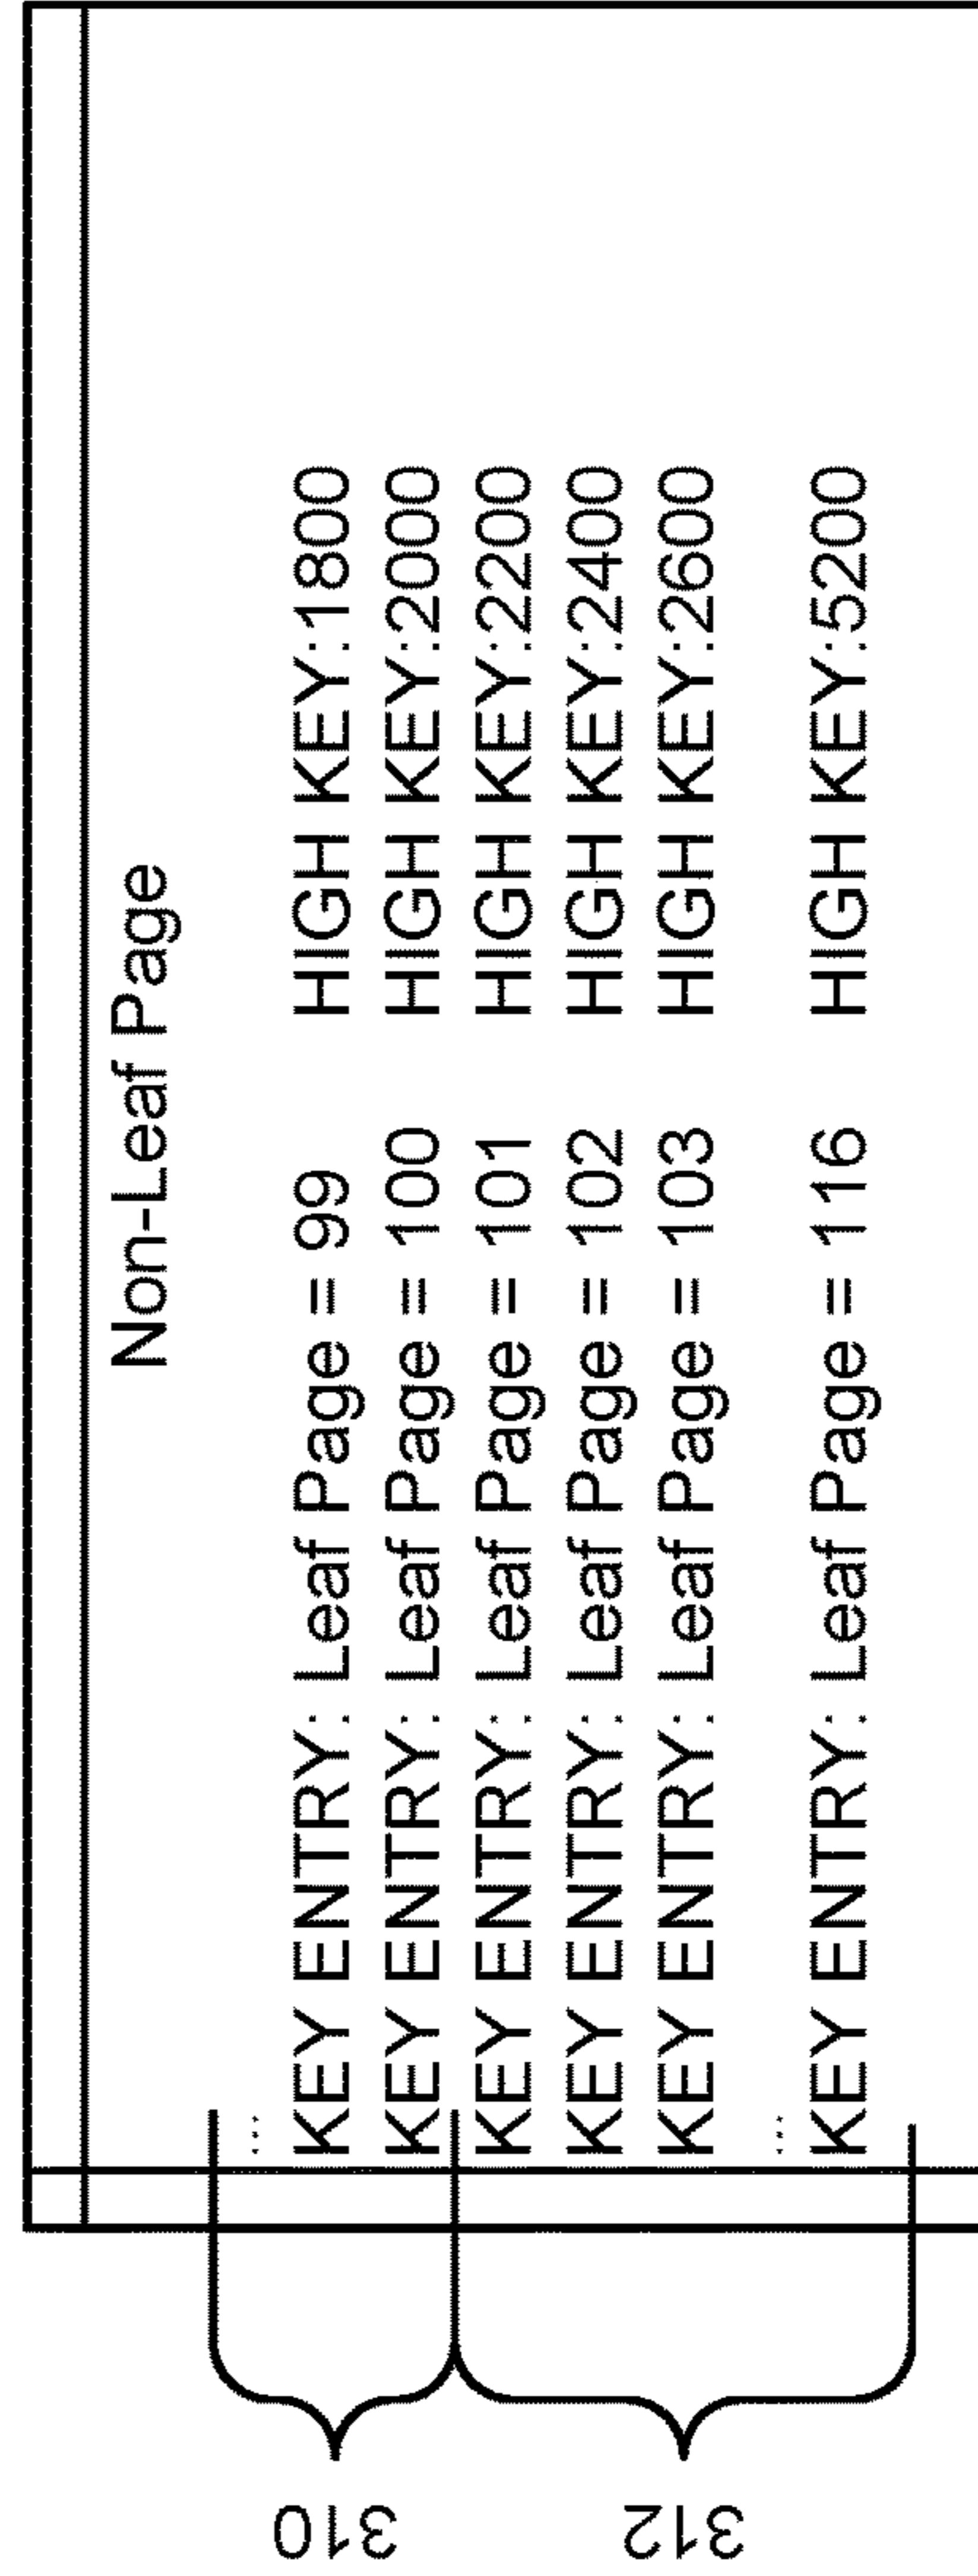 Non-Leaf Page
...
KEY ENTRY: Leaf Page = 99 HIGH KEY:1800
KEY ENTRY: Leaf Page = 100 HIGH KEY:2000
KEY ENTRY: Leaf Page = 101 HIGH KEY:2200
KEY ENTRY: Leaf Page = 102 HIGH KEY:2400
KEY ENTRY: Leaf Page = 103 HIGH KEY:2600
...
KEY ENTRY: Leaf Page = 116 HIGH KEY:5200
310
312